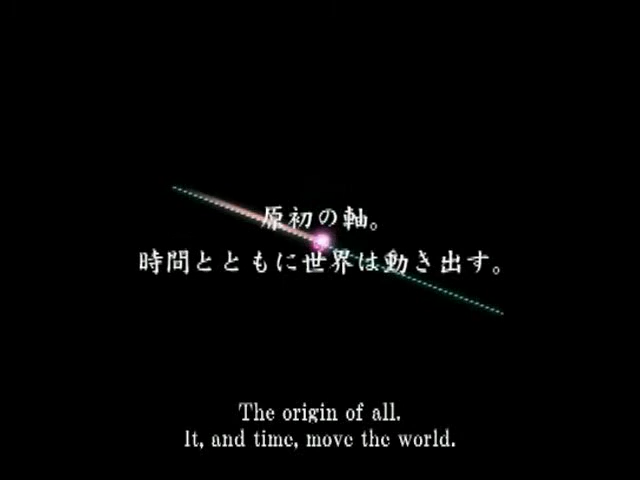 原初の軸。
時間とともに世界は動き出す。
The origin of all.
It, and time, move the world.